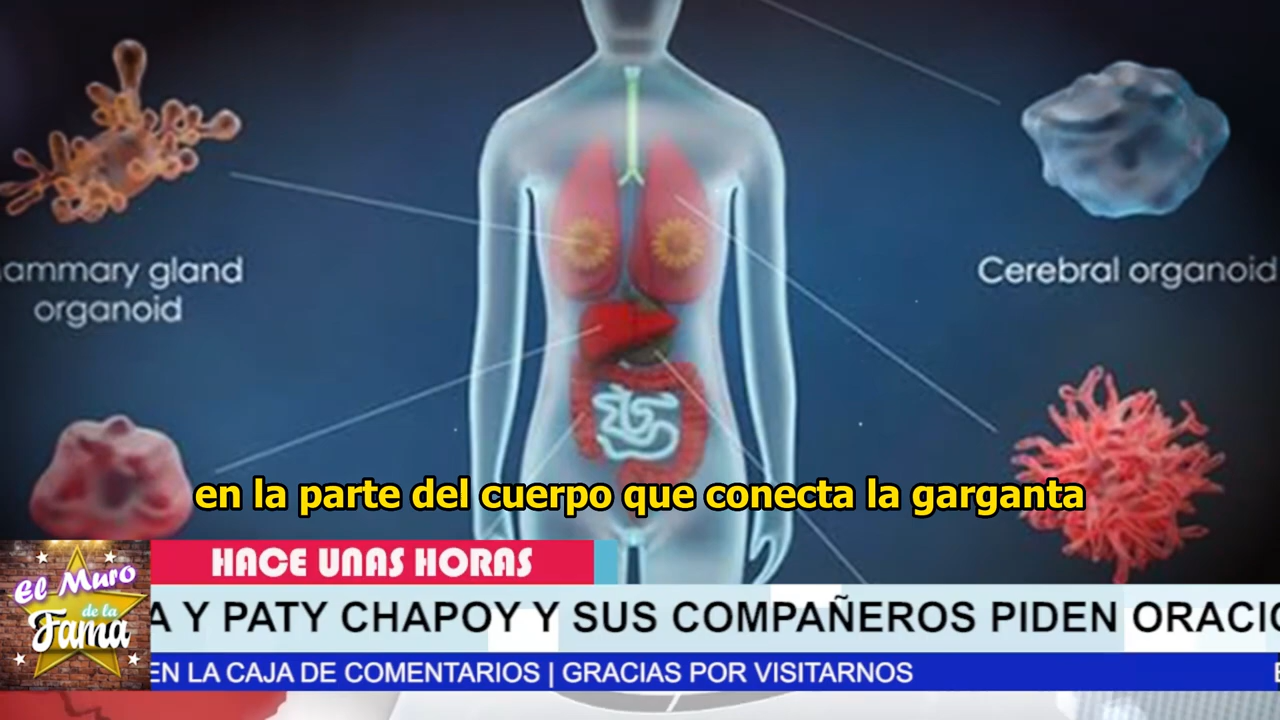 ammary gland
organoid
Cerebral organoid
en la parte del cuerpo que conecta la garganta
HACE UNAS HORAS
El Muro
de la
Fama
A Y PATY CHAPOY Y SUS COMPAÑEROS PIDEN ORACIO
EN LA CAJA DE COMENTARIOS | GRACIAS POR VISITARNOS
E